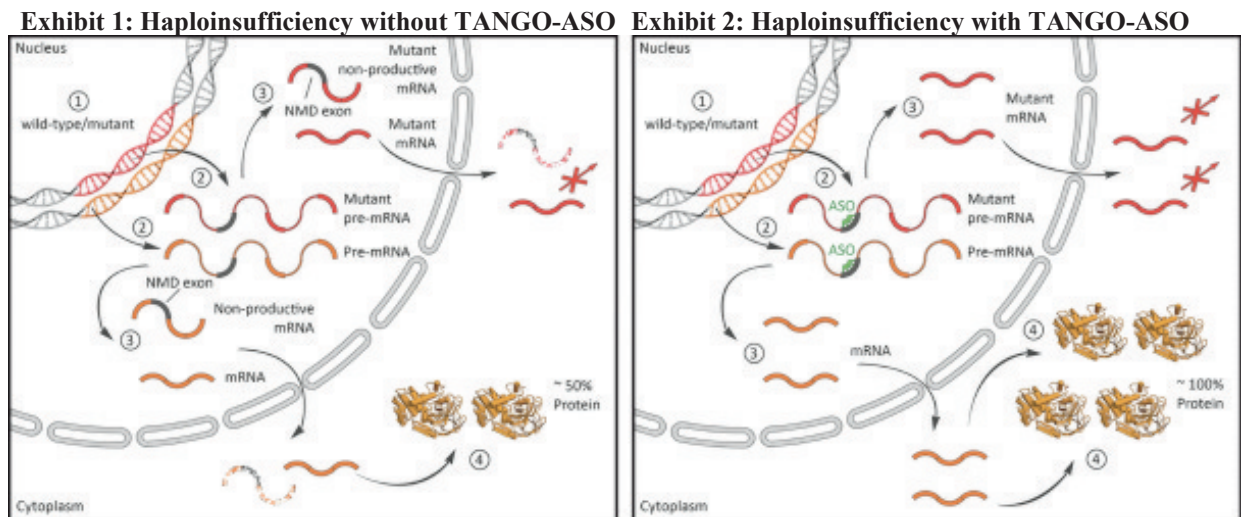 Exhibit 1: Haploinsufficiency without TANGO-ASO
Nucleus
1
wild-type/mutant
3
Mutant
non-productive
mRNA
NMD exon
Mutant
mRNA
2
Mutant
pre-mRNA
2
Pre-mRNA
NMD exon
Non-productive
mRNA
3
mRNA
~ 50%
Protein
4
Cytoplasm
Exhibit 2: Haploinsufficiency with TANGO-ASO
Nucleus
1
wild-type/mutant
3
Mutant
mRNA
2
ASO
Mutant
pre-mRNA
2
ASO
Pre-mRNA
3
mRNA
4
~ 100%
Protein
4
Cytoplasm